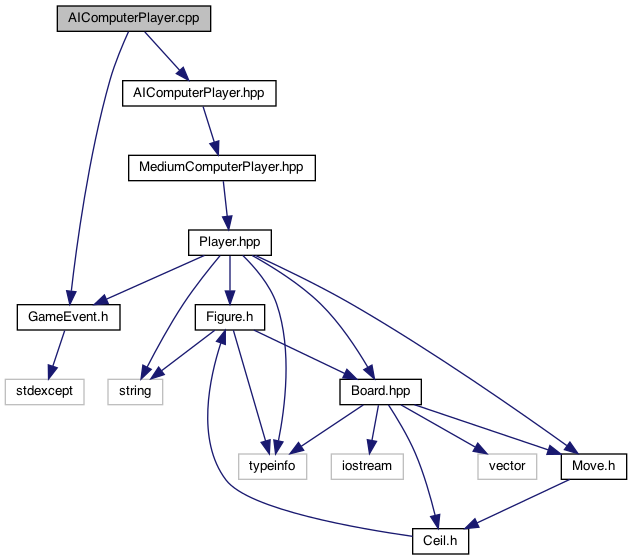 AIComputerPlayer.cpp
AIComputerPlayer.hpp
MediumComputerPlayer.hpp
Player.hpp
GameEvent.h
Figure.h
stdexcept
string
Board.hpp
typeinfo
iostream
vector
Move.h
Ceil.h